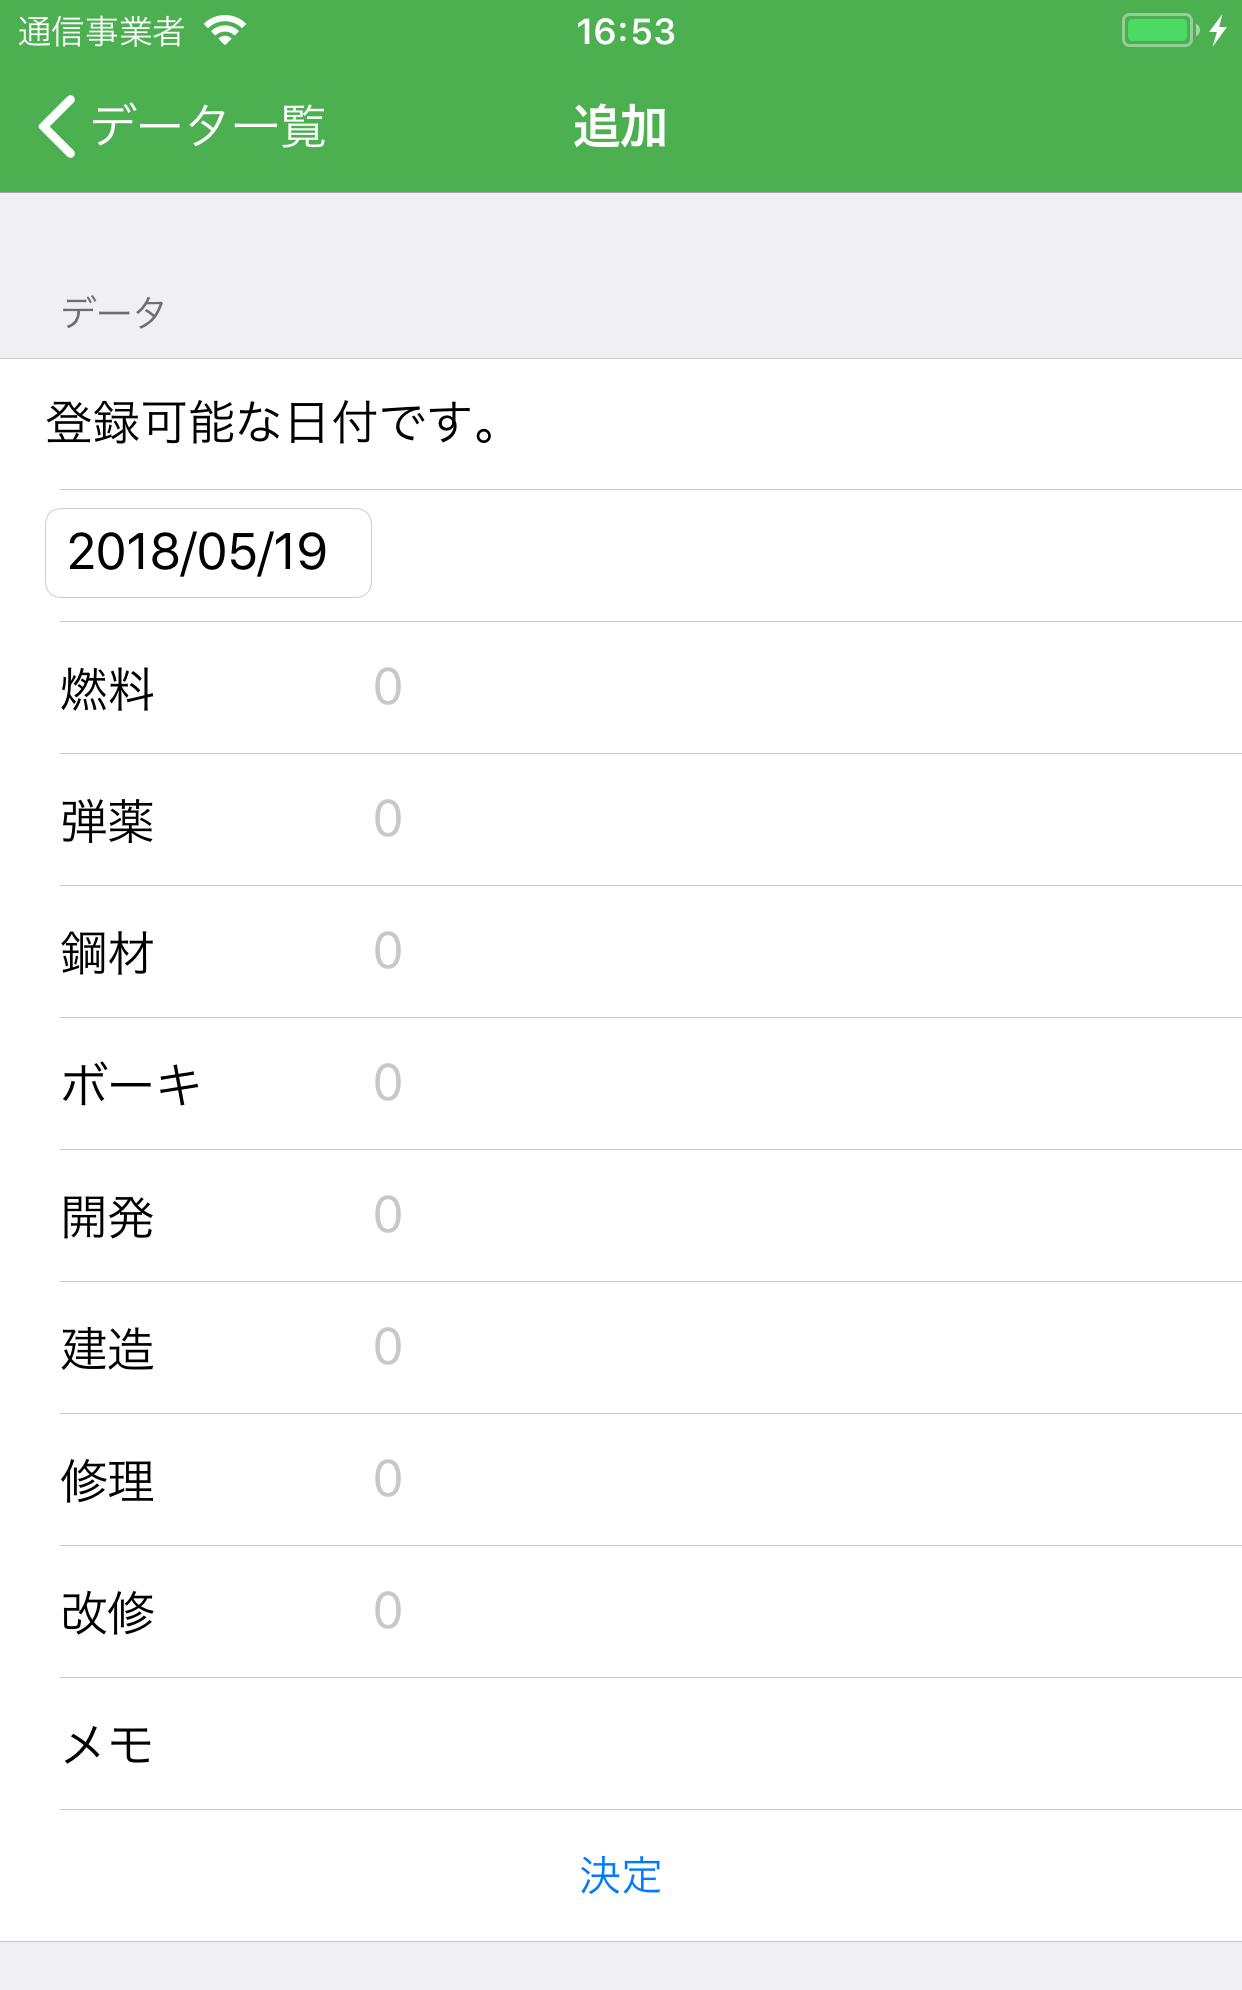 通信事業者 16:53
データ一覧 追加
データ
登録可能な日付です。
2018/05/19
燃料 0
弾薬 0
鋼材 0
ボーキ 0
開発 0
建造 0
修理 0
改修 0
メモ
決定